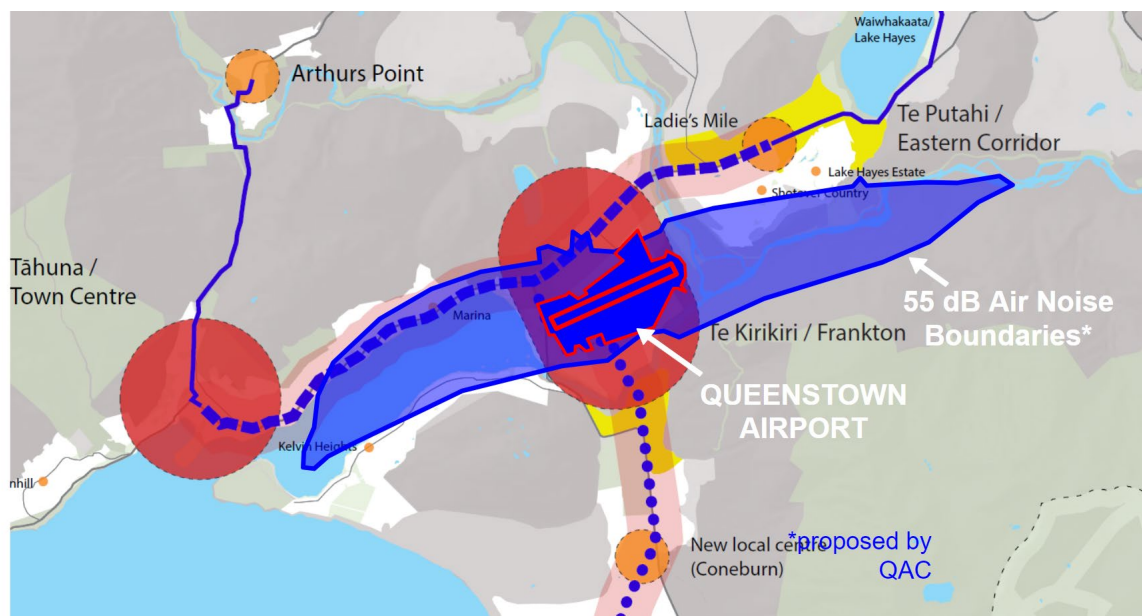 Waiwhakaata/
Lake Hayes
Arthurs Point
Ladie's Mile
Te Putahi /
Eastern Corridor
Lake Hayes Estate
Shotover Country
Tāhuna /
Town Centre
Marina
55 dB Air Noise
Boundaries*
Te Kirikiri / Frankton
QUEENSTOWN
AIRPORT
Kelvin Heights
nhill
New local centre
(Coneburn)
*proposed by
QAC